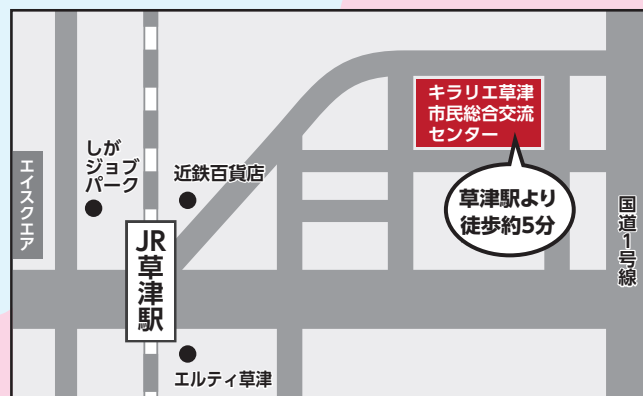 キラリエ草津
市民総合交流
センター
しが
ジョブ
パーク
近鉄百貨店
エイスクエア
草津駅より
徒歩約5分
国道1号線
JR草津駅
エルティ草津